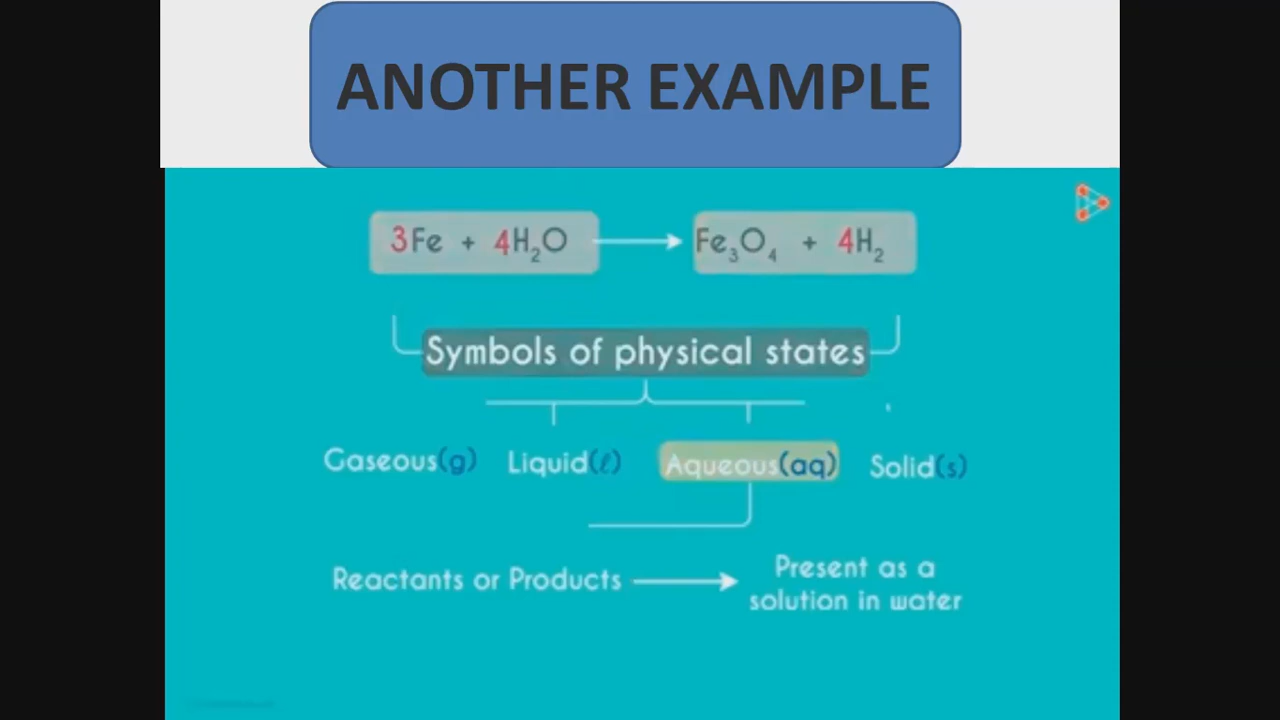 ANOTHER EXAMPLE
3Fe + 4H₂O → Fe₃O₄ + 4H₂
Symbols of physical states
Gaseous(g) Liquid(ℓ) Aqueous(aq) Solid(s)
Reactants or Products → Present as a
solution in water